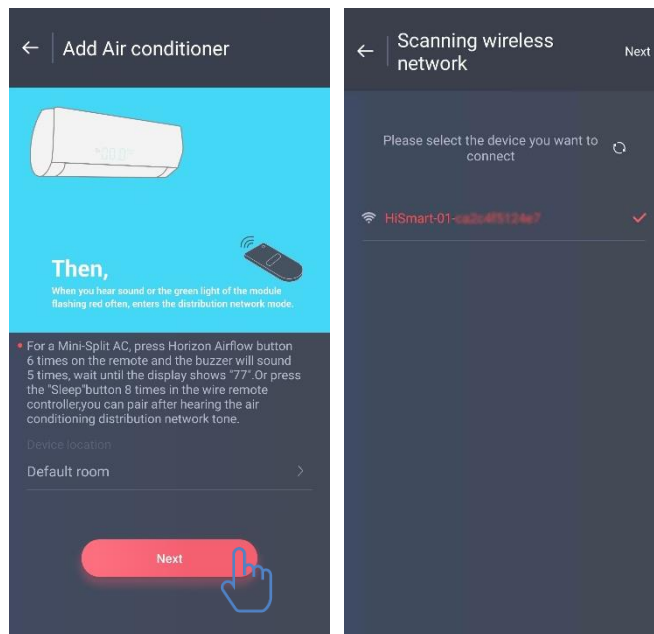 Add Air conditioner
Then,
When you hear sound or the green light of the module
flashing red often, enters the distribution network mode.
For a Mini-Split AC, press Horizon Airflow button
6 times on the remote and the buzzer will sound
5 times, wait until the display shows "77".Or press
the "Sleep"button 8 times in the wire remote
controller,you can pair after hearing the air
conditioning distribution network tone.
Device location
Default room
Next
Scanning wireless
network
Next
Please select the device you want to
connect
HiSmart-01-